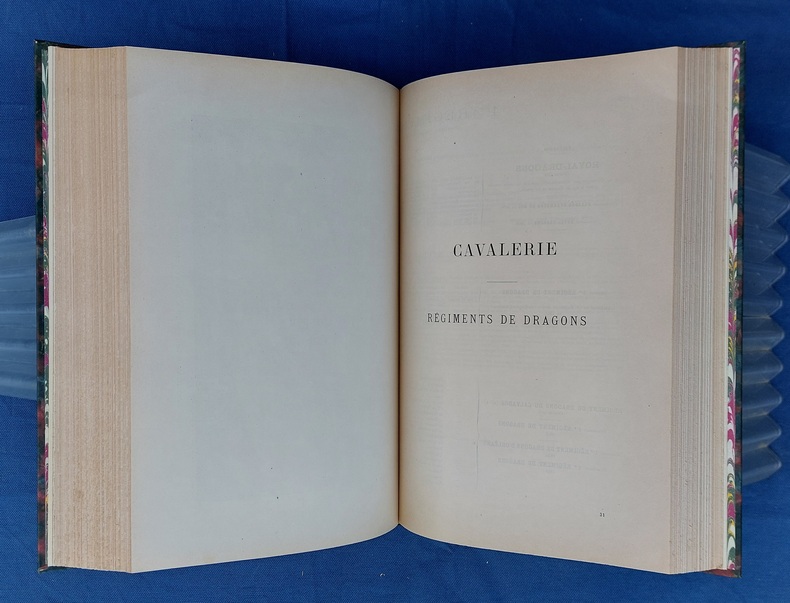 CAVALERIE
RÉGIMENTS DE DRAGONS
11